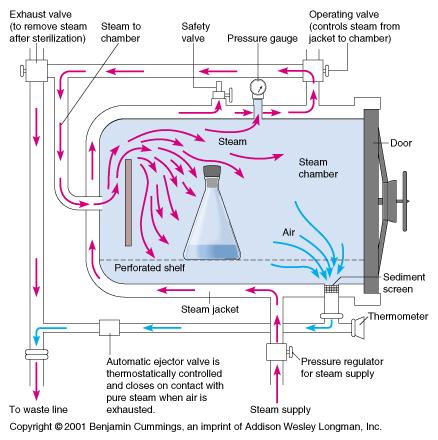 Exhaust valve
(to remove steam
after sterilization)
Steam to
chamber
Safety
valve
Pressure gauge
Operating valve
(controls steam from
jacket to chamber)
Steam
Steam
chamber
Door
Air
Perforated shelf
Sediment
screen
Steam jacket
Thermometer
Automatic ejector valve is
thermostatically controlled
and closes on contact with
pure steam when air is
exhausted.
Pressure regulator
for steam supply
To waste line
Steam supply
Copyright © 2001 Benjamin Cummings, an imprint of Addison Wesley Longman, Inc.